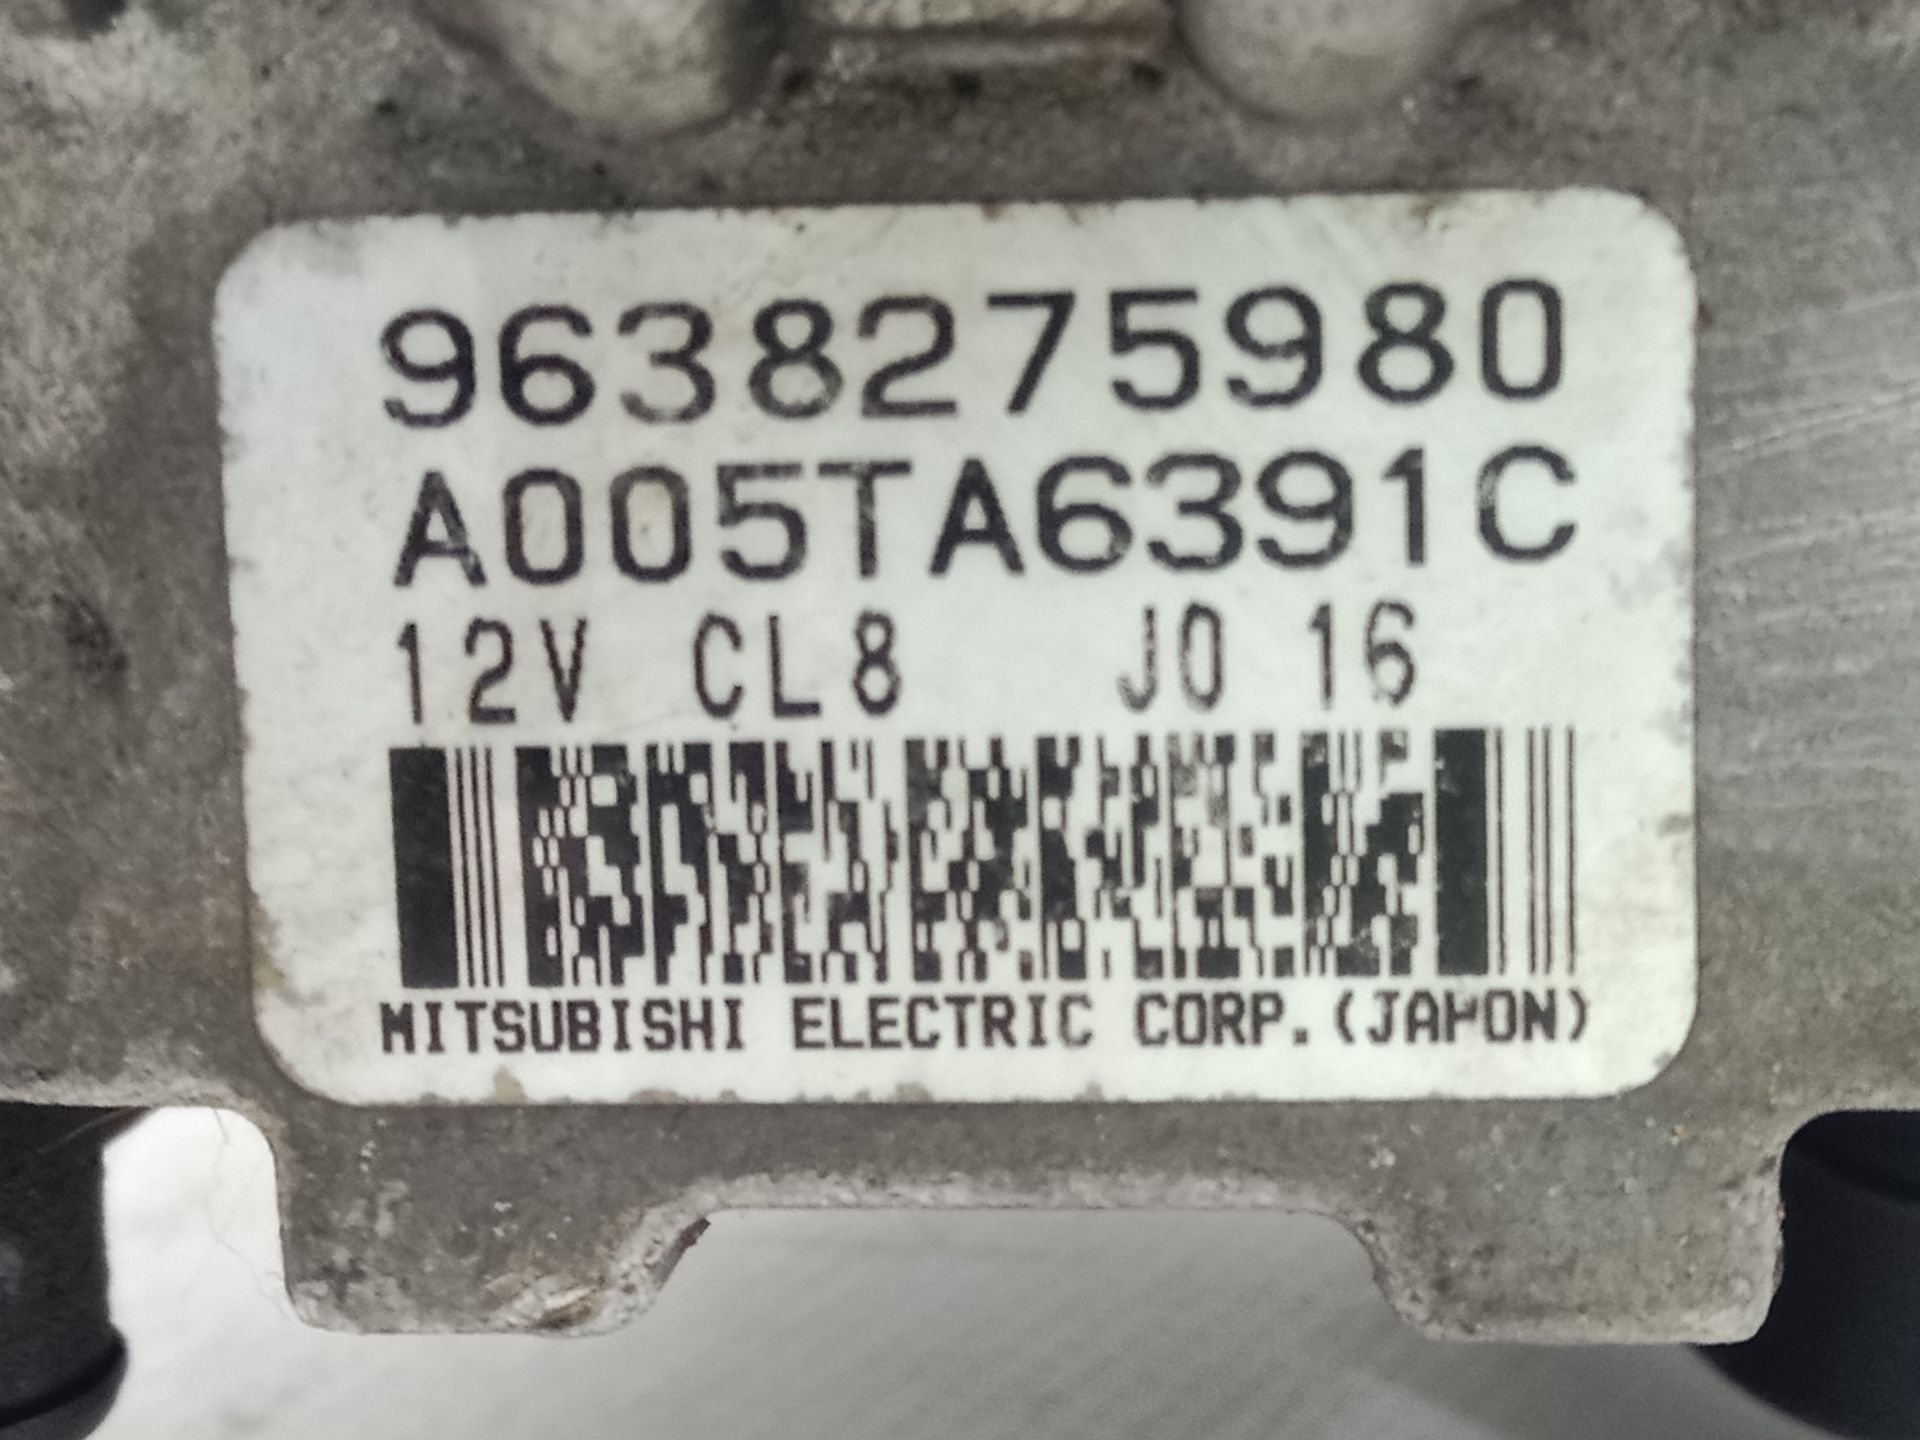 9638275980
A005TA6391C
12V CL8 J0 16
MITSUBISHI ELECTRIC CORP.(JAPON)